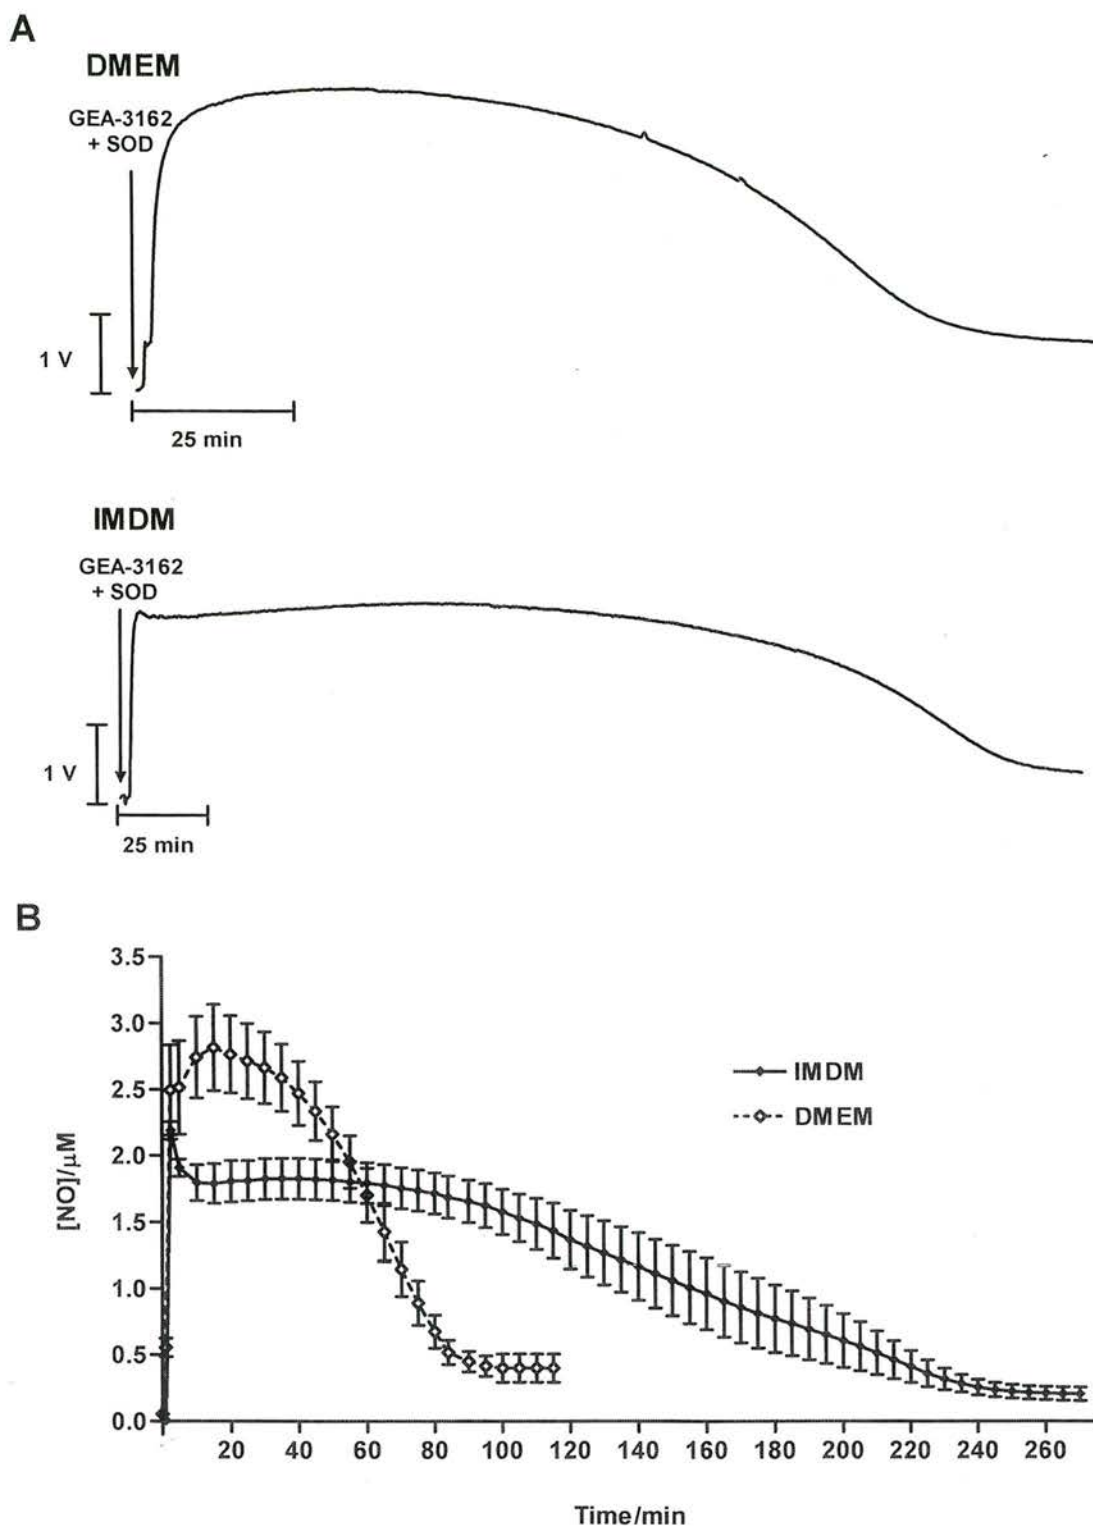 A
DMEM
GEA-3162
+ SOD
1 V
25 min
IMDM
GEA-3162
+ SOD
1 V
25 min
B
3.5
3.0
2.5
2.0
1.5
1.0
0.5
0.0
[NO]/μM
IMDM
DMEM
20 40 60 80 100 120 140 160 180 200 220 240 260
Time/min